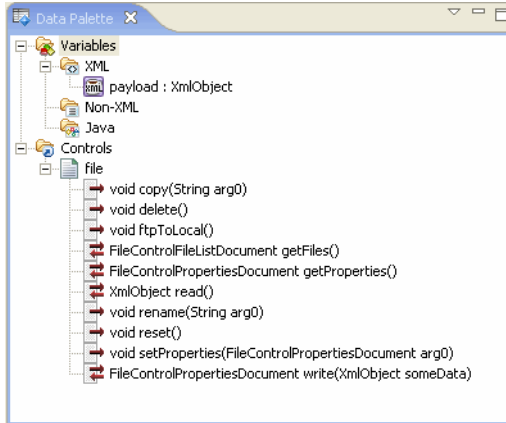 Data Palette
Variables
XML
payload : XmlObject
Non-XML
Java
Controls
file
void copy(String arg0)
void delete()
void ftpToLocal()
FileControlFileListDocument getFiles()
FileControlPropertiesDocument getProperties()
XmlObject read()
void rename(String arg0)
void reset()
void setProperties(FileControlPropertiesDocument arg0)
FileControlPropertiesDocument write(XmlObject someData)